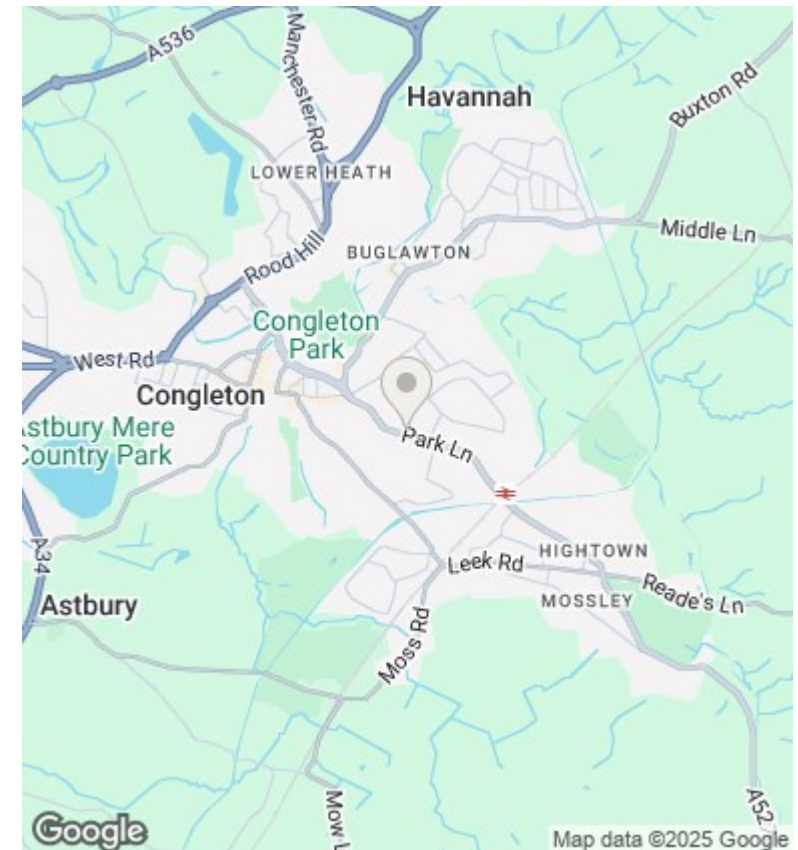 A536
Manchester Rd
Havannah
Buxton Rd
LOWER HEATH
Middle Ln
BUGLAWTON
Rood Hill
Congleton
Park
West Rd
Congleton
Astbury Mere
Country Park
Park Ln
A34
HIGHTOWN
Leek Rd
Reade's Ln
MOSSLEY
Astbury
Moss Rd
Mow L
A52
Google
Map data ©2025 Google